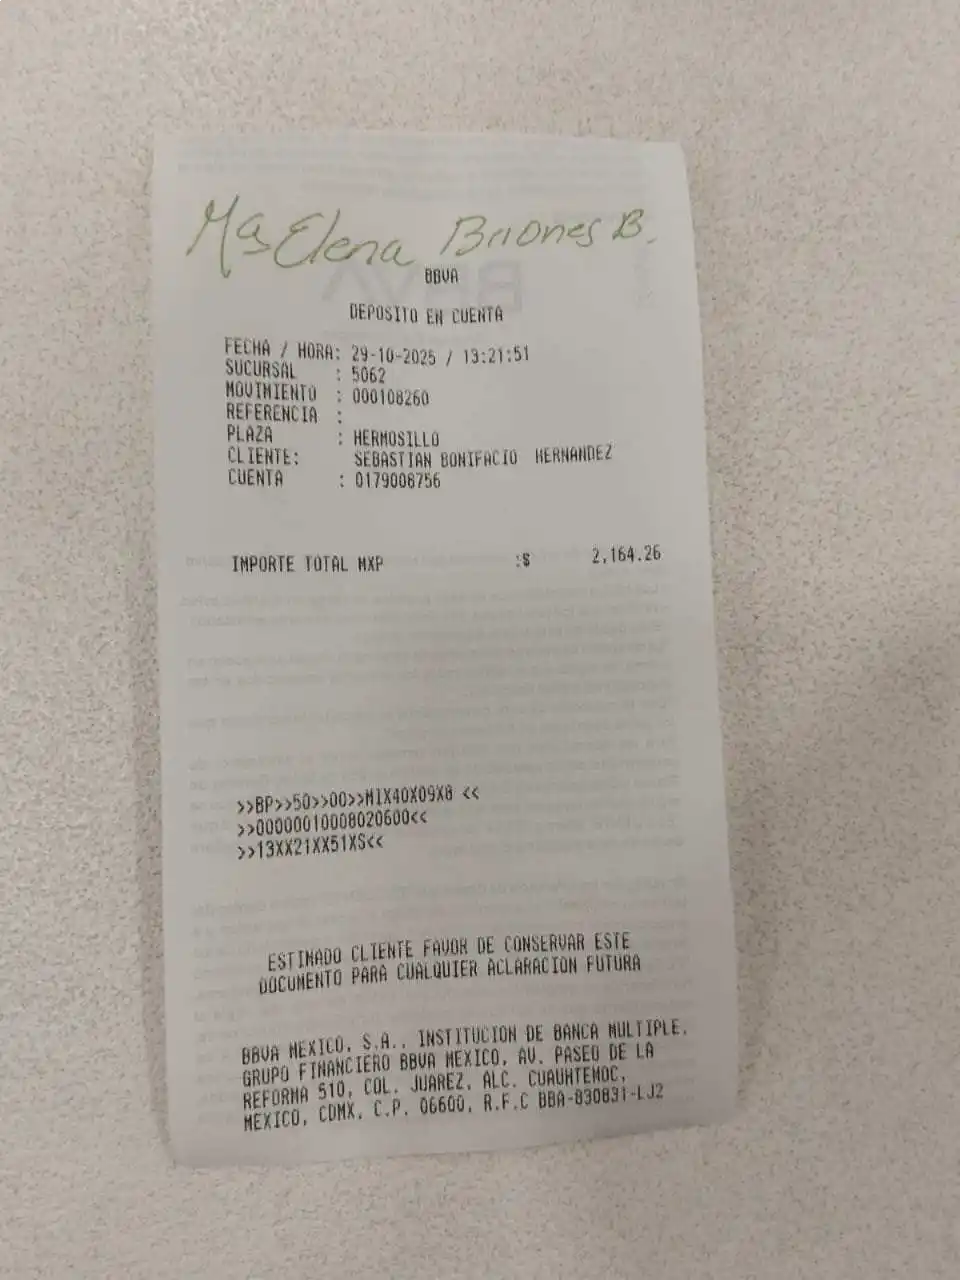 Ma Elena Briones B.
BBVA
DEPOSITO EN CUENTA
FECHA / HORA: 29-10-2025 / 13:21:51
SUCURSAL : 5062
MOVIMIENTO : 000108260
REFERENCIA :
PLAZA : HERMOSILLO
CLIENTE: SEBASTIAN BONIFACIO HERNANDEZ
CUENTA : 0179008756
IMPORTE TOTAL MXP :$ 2,164.26
>>BP>>50>>00>>M1X40X09X8 <<
>>00000010008020600<<
>>13XX21XX51XS<<
ESTIMADO CLIENTE FAVOR DE CONSERVAR ESTE
DOCUMENTO PARA CUALQUIER ACLARACION FUTURA
BBVA MEXICO, S.A., INSTITUCION DE BANCA MULTIPLE,
GRUPO FINANCIERO BBVA MEXICO, AV. PASEO DE LA
REFORMA 510, COL. JUAREZ, ALC. CUAUHTEMOC,
MEXICO, CDMX, C.P. 06600, R.F.C BBA-830831-LJ2